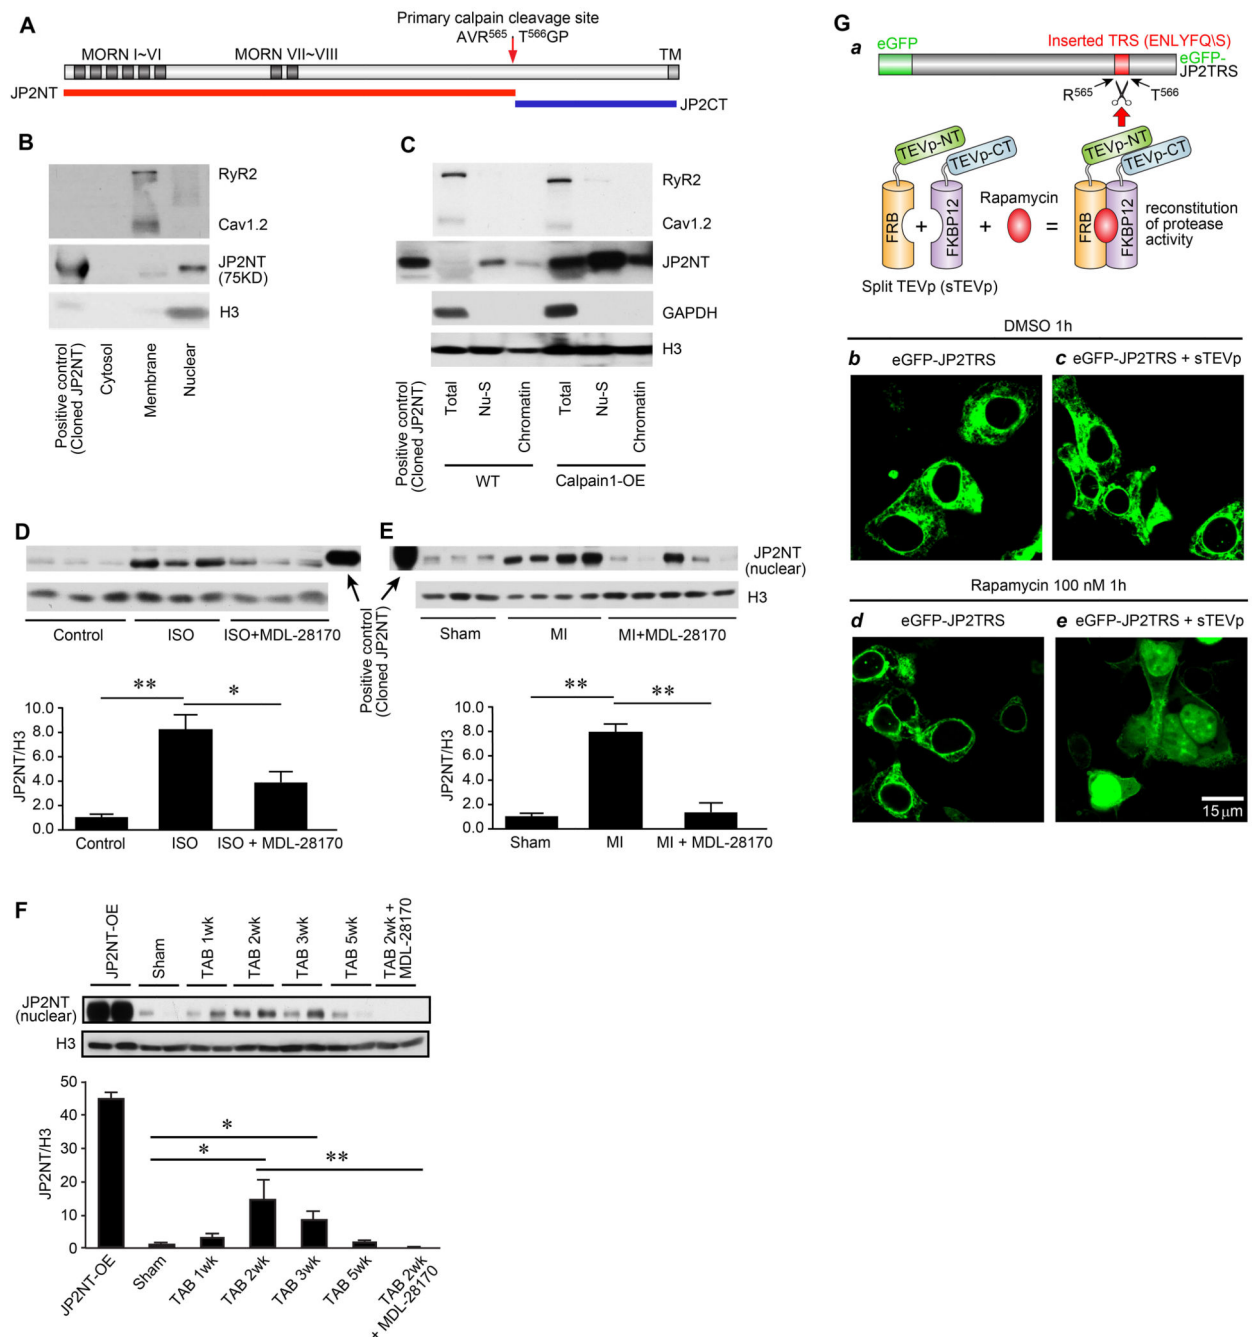 A
Primary calpain cleavage site
AVR565 T566GP
MORN I~VI
MORN VII~VIII
TM
JP2NT
JP2CT
B
RyR2
Cav1.2
JP2NT
(75KD)
H3
Positive control
(Cloned JP2NT)
Cytosol
Membrane
Nuclear
C
RyR2
Cav1.2
JP2NT
GAPDH
H3
Positive control
(Cloned JP2NT)
Total
Nu-S
Chromatin
Total
Nu-S
Chromatin
WT
Calpain1-OE
D
Control
ISO
ISO+MDL-28170
Positive control
(Cloned JP2NT)
**
*
10.0
8.0
6.0
4.0
2.0
0.0
JP2NT/H3
Control
ISO
ISO + MDL-28170
E
JP2NT
(nuclear)
H3
Sham
MI
MI+MDL-28170
**
**
10.0
8.0
6.0
4.0
2.0
0.0
JP2NT/H3
Sham
MI
MI + MDL-28170
F
JP2NT-OE
Sham
TAB 1wk
TAB 2wk
TAB 3wk
TAB 5wk
TAB 2wk +
MDL-28170
JP2NT
(nuclear)
H3
50
40
30
20
10
0
JP2NT/H3
*
*
**
JP2NT-OE
Sham
TAB 1wk
TAB 2wk
TAB 3wk
TAB 5wk
TAB 2wk
+ MDL-28170
G
a
eGFP
Inserted TRS (ENLYFQ\S)
eGFP-
JP2TRS
R565
T566
TEVp-NT
TEVp-CT
TEVp-NT
TEVp-CT
FRB
+
FKBP12
+
Rapamycin
=
FRB
FKBP12
reconstitution
of protease
activity
Split TEVp (sTEVp)
DMSO 1h
b
eGFP-JP2TRS
c
eGFP-JP2TRS + sTEVp
Rapamycin 100 nM 1h
d
eGFP-JP2TRS
e
eGFP-JP2TRS + sTEVp
15μm